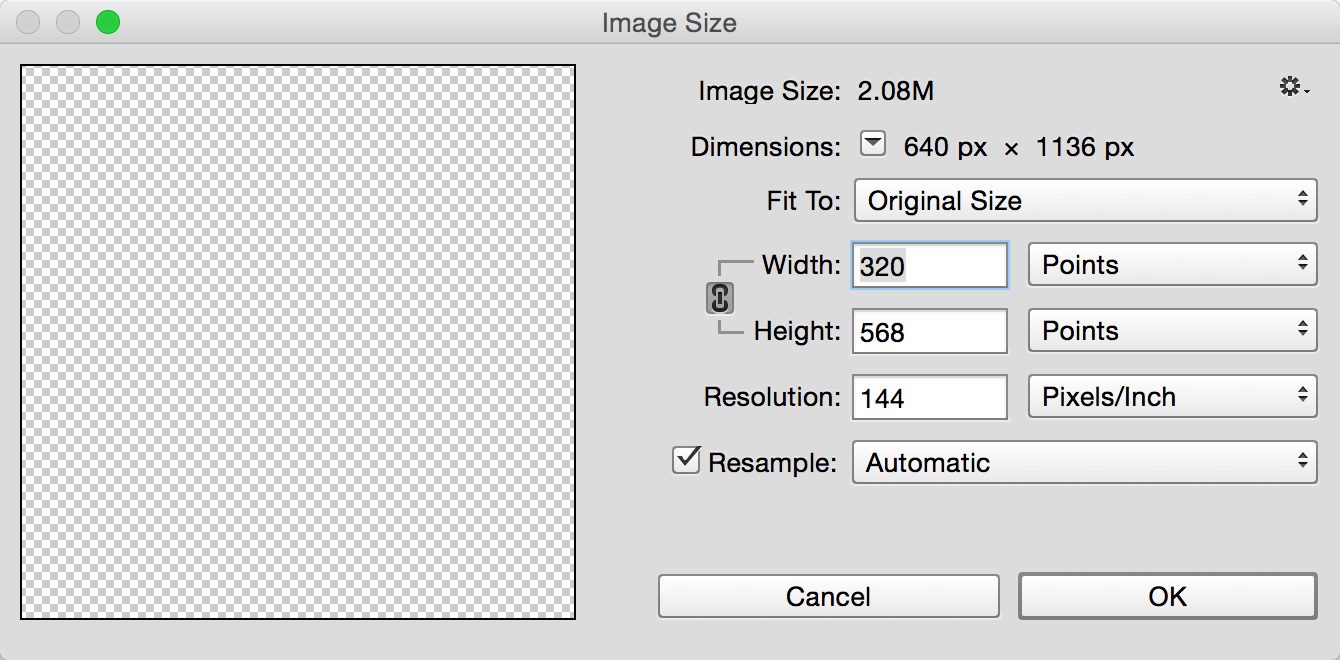 Image Size
Image Size: 2.08M
Dimensions: 640 px × 1136 px
Fit To: Original Size
Width: 320 Points
Height: 568 Points
Resolution: 144 Pixels/Inch
Resample: Automatic
Cancel OK